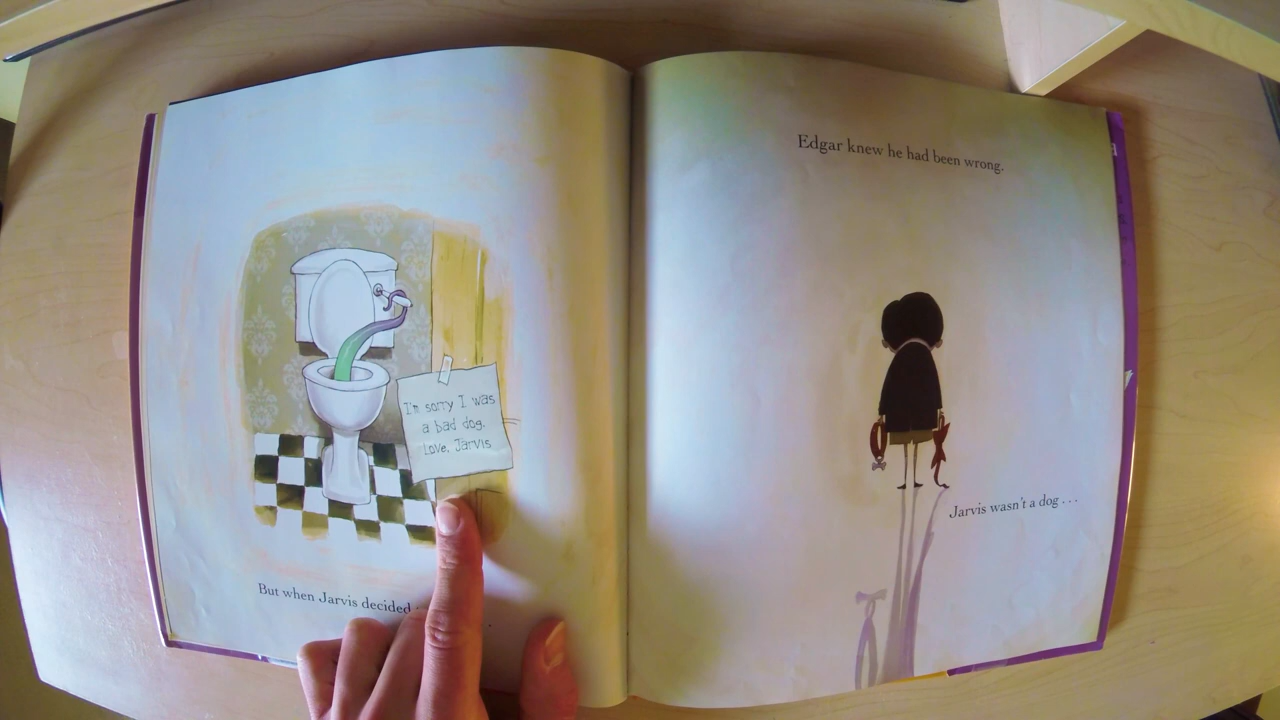 I'm sorry I was
a bad dog.
Love, Jarvis
But when Jarvis decided
Edgar knew he had been wrong.
Jarvis wasn't a dog . . .